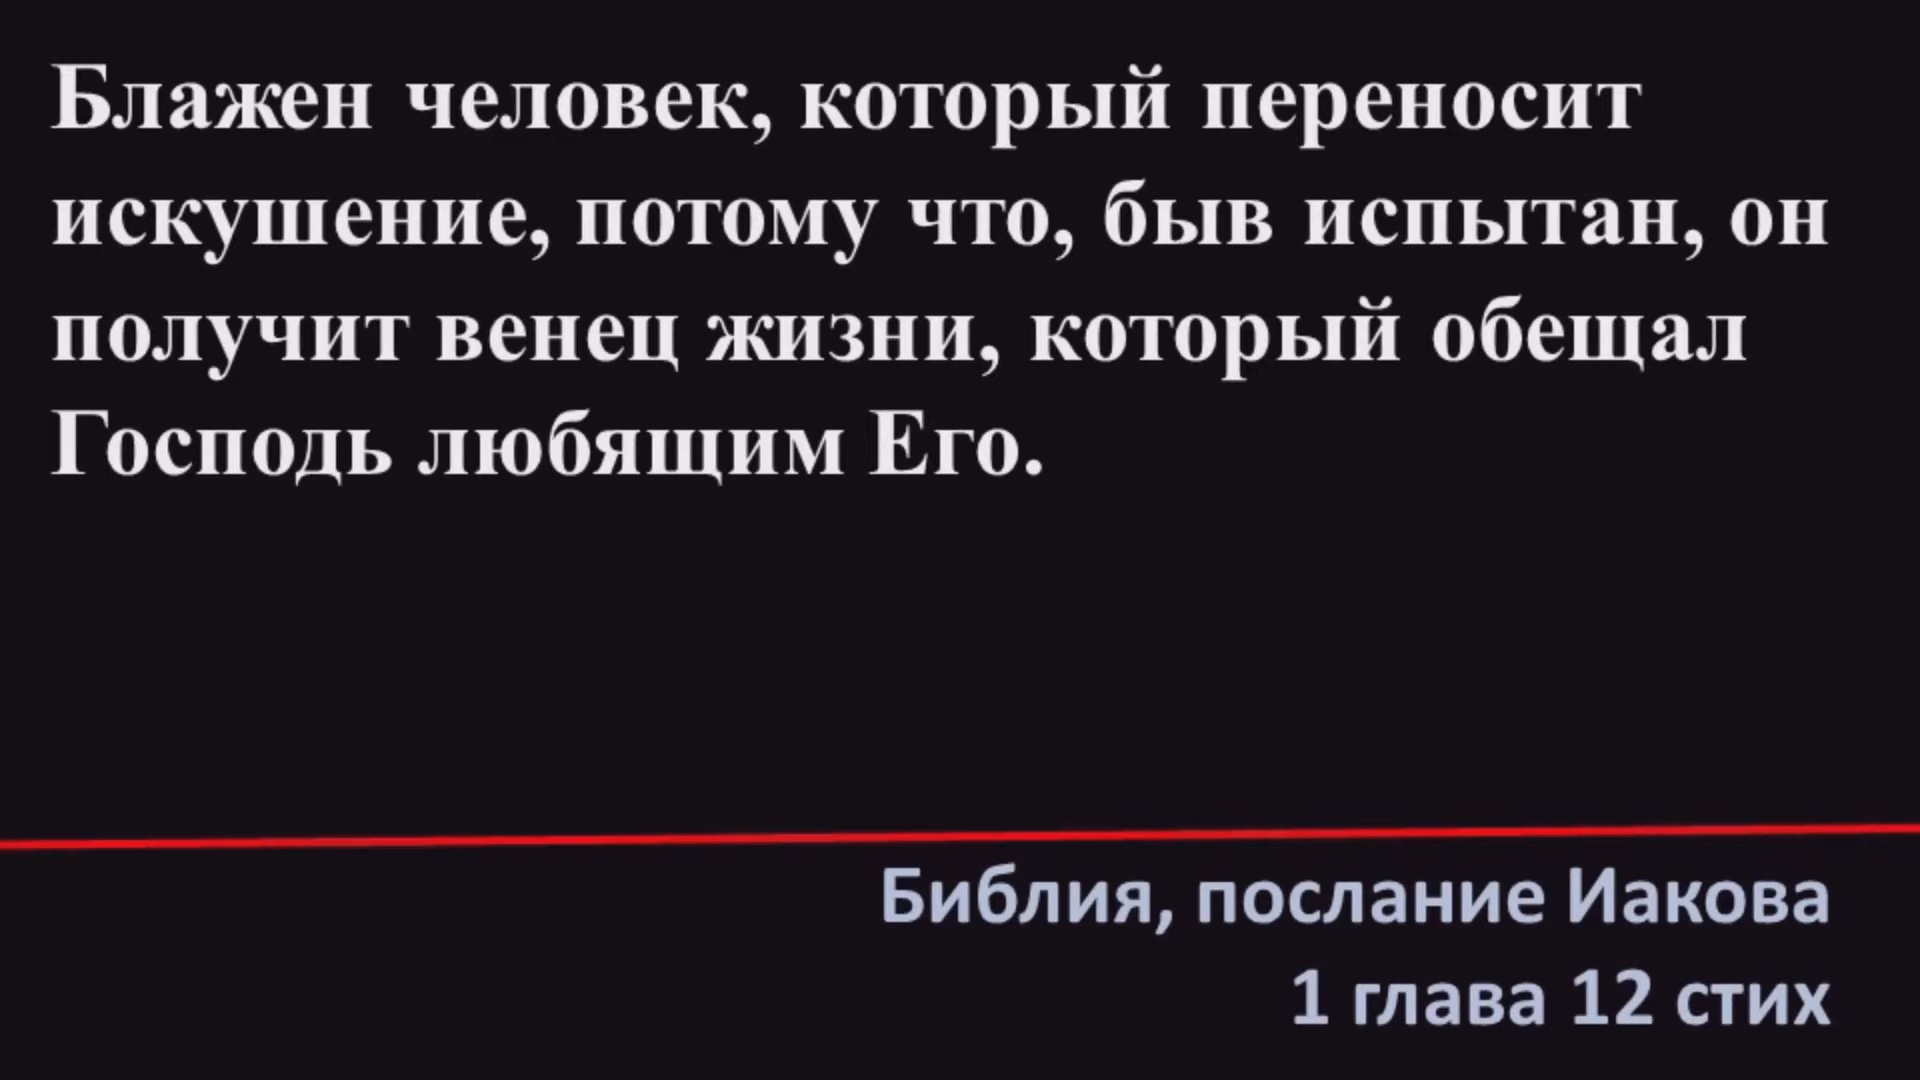 Блажен человек, который переносит
искушение, потому что, быв испытан, он
получит венец жизни, который обещал
Господь любящим Его.
Библия, послание Иакова
1 глава 12 стих